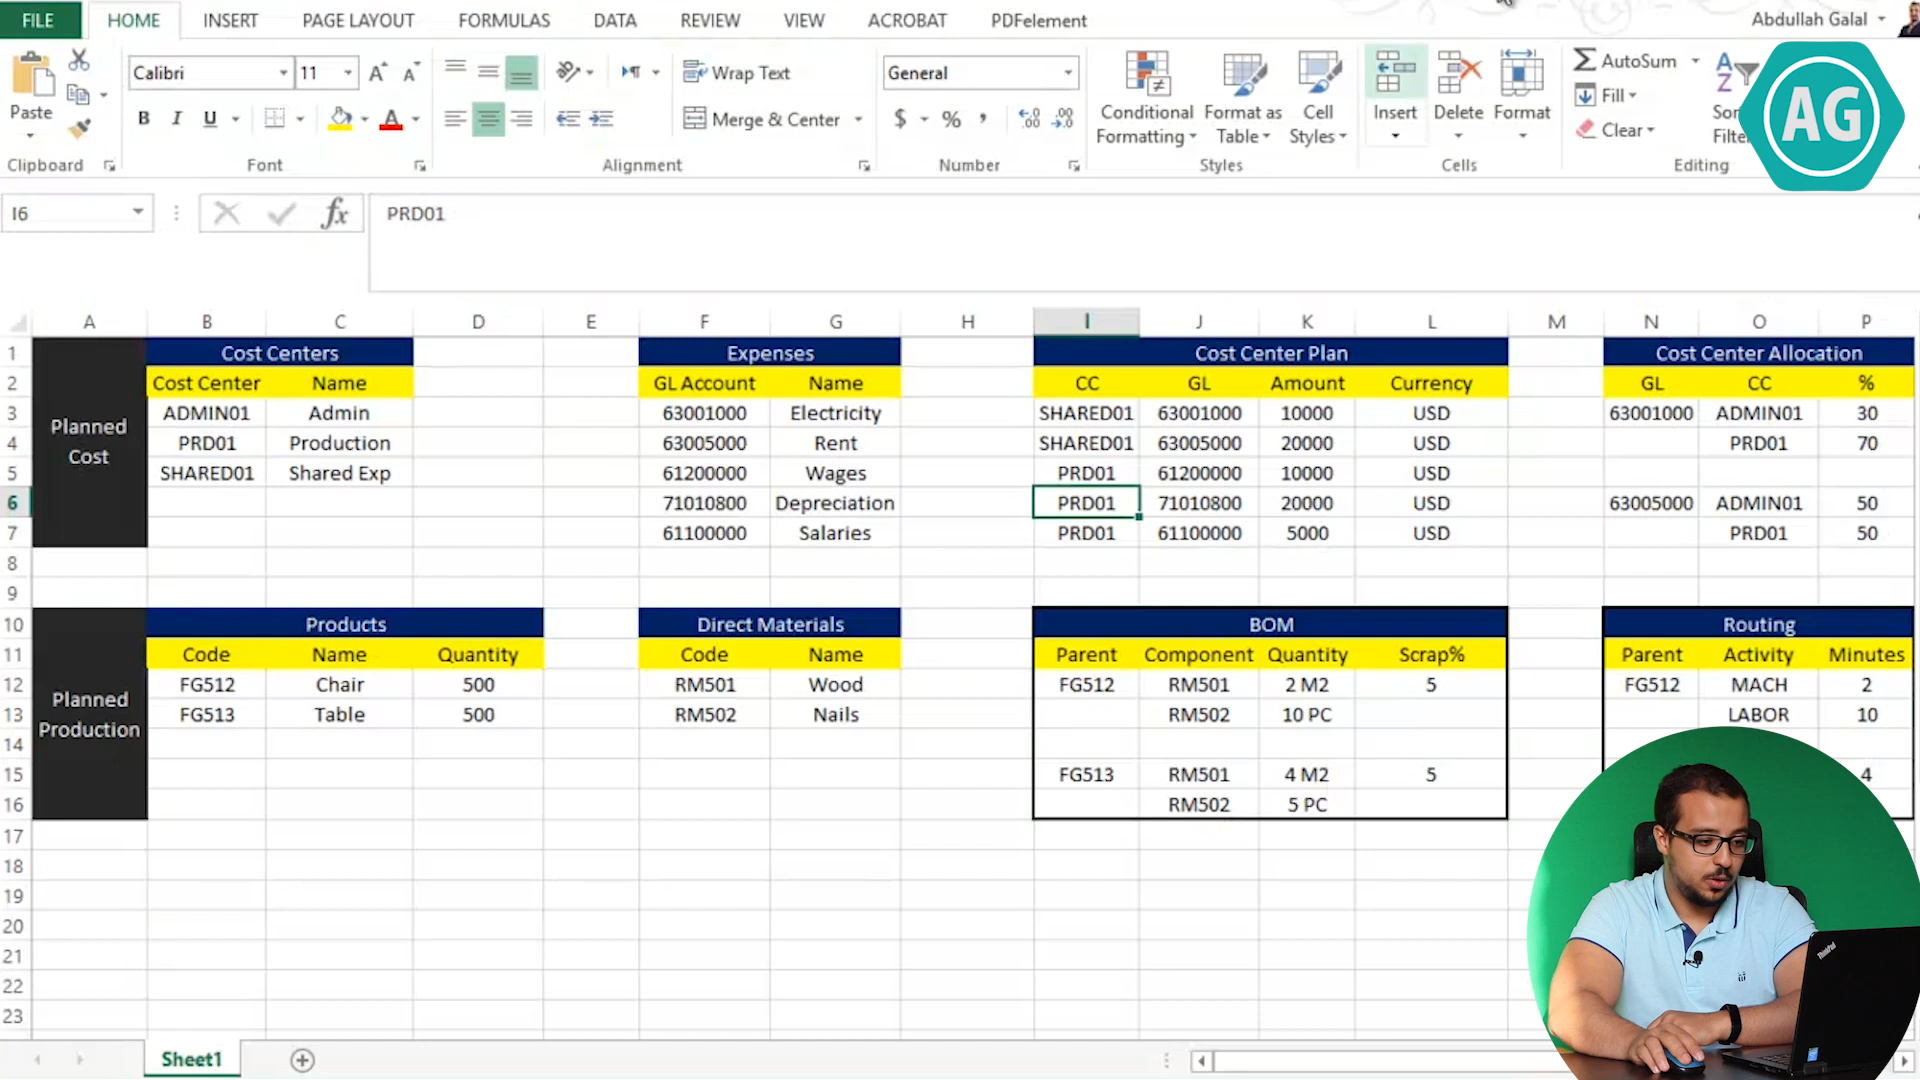 FILE HOME INSERT PAGE LAYOUT FORMULAS DATA REVIEW VIEW ACROBAT PDFelement Abdullah Galal
Calibri 11 Wrap Text General AutoSum
Paste Conditional Format as Cell Insert Delete Format Fill
B I U A Merge & Center $ % , Formatting Table Styles Clear
Clipboard Font Alignment Number Styles Cells Editing
AG
I6 fx PRD01
A B C D E F G H I J K L M N O P
1 Cost Centers Expenses Cost Center Plan Cost Center Allocation
2 Cost Center Name GL Account Name CC GL Amount Currency GL CC %
3 ADMIN01 Admin 63001000 Electricity SHARED01 63001000 10000 USD 63001000 ADMIN01 30
Planned Cost
4 PRD01 Production 63005000 Rent SHARED01 63005000 20000 USD PRD01 70
5 SHARED01 Shared Exp 61200000 Wages PRD01 61200000 10000 USD
6 71010800 Depreciation PRD01 71010800 20000 USD 63005000 ADMIN01 50
7 61100000 Salaries PRD01 61100000 5000 USD PRD01 50
8
9
10 Products Direct Materials BOM Routing
11 Code Name Quantity Code Name Parent Component Quantity Scrap% Parent Activity Minutes
12 FG512 Chair 500 RM501 Wood FG512 RM501 2 M2 5 FG512 MACH 2
Planned Production
13 FG513 Table 500 RM502 Nails RM502 10 PC LABOR 10
14
15 FG513 RM501 4 M2 5 4
16 RM502 5 PC
17
18
19
20
21
22
23
Sheet1